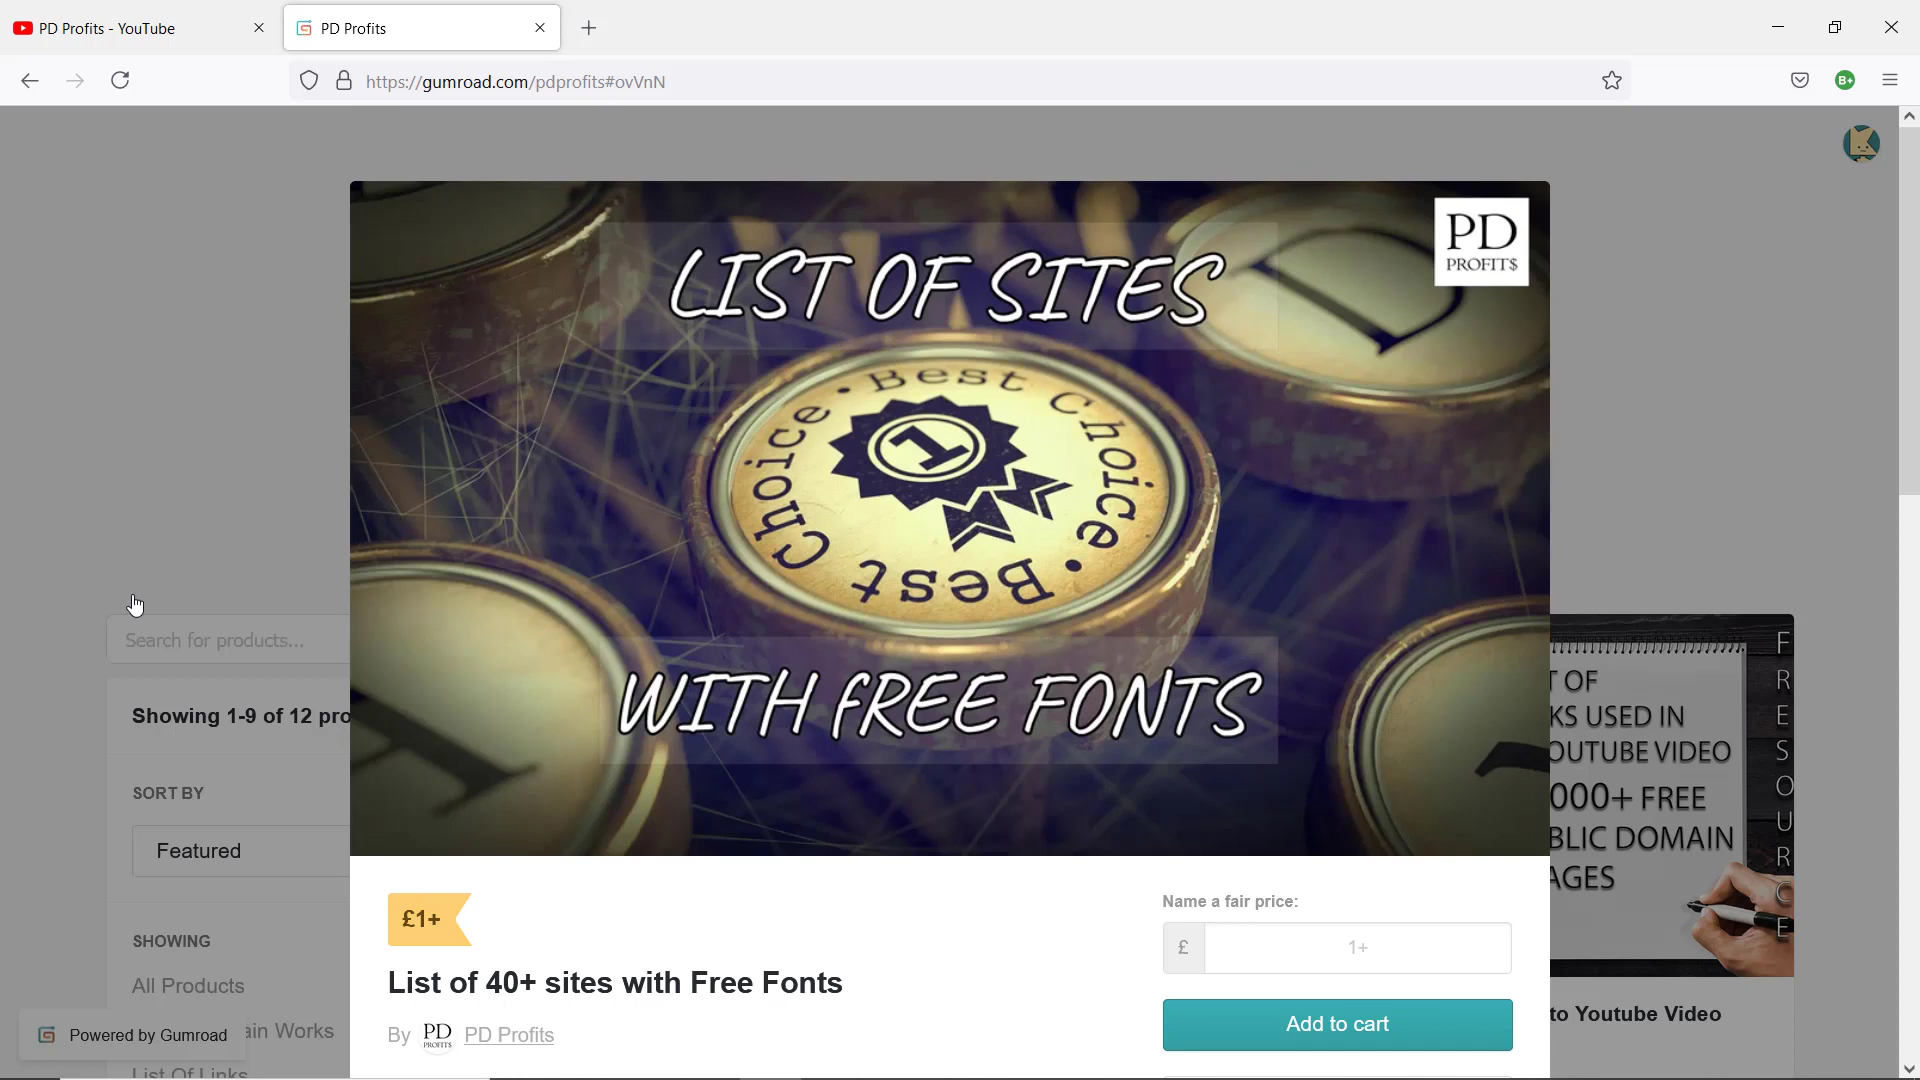 PD Profits - YouTube
PD Profits
https://gumroad.com/pdprofits#ovVnN
B+
LIST OF SITES
PD
PROFIT$
D
Best Choice • Best Choice •
1
WITH fREE FONTS
Search for products...
Showing 1-9 of 12 pro
SORT BY
Featured
SHOWING
All Products
ain Works
List Of Links
Powered by Gumroad
£1+
List of 40+ sites with Free Fonts
By PD PROFITS PD Profits
Name a fair price:
£ 1+
Add to cart
T OF
KS USED IN
OUTUBE VIDEO
000+ FREE
BLIC DOMAIN
AGES
FRESOURCE
to Youtube Video